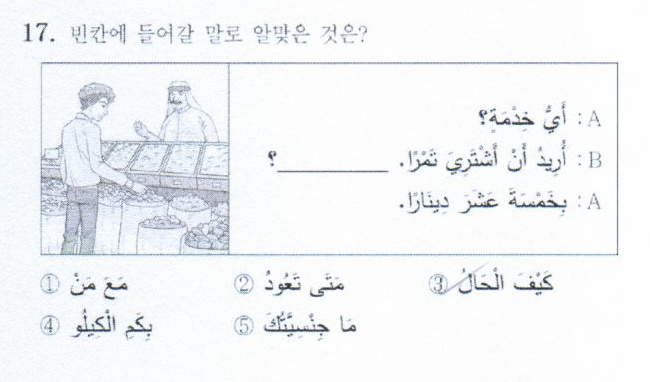 17. 빈칸에 들어갈 말로 알맞은 것은?
A : أَيُّ خِدْمَةٍ؟
B : أُرِيدُ أَنْ أَشْتَرِيَ تَمْرًا. ________؟
A : بِخَمْسَةَ عَشَرَ دِينَارًا.
① مَعَ مَنْ ② مَتَى تَعُودُ ③ كَيْفَ الْحَالُ
④ بِكَمِ الْكِيلُو ⑤ مَا جِنْسِيَّتُكَ